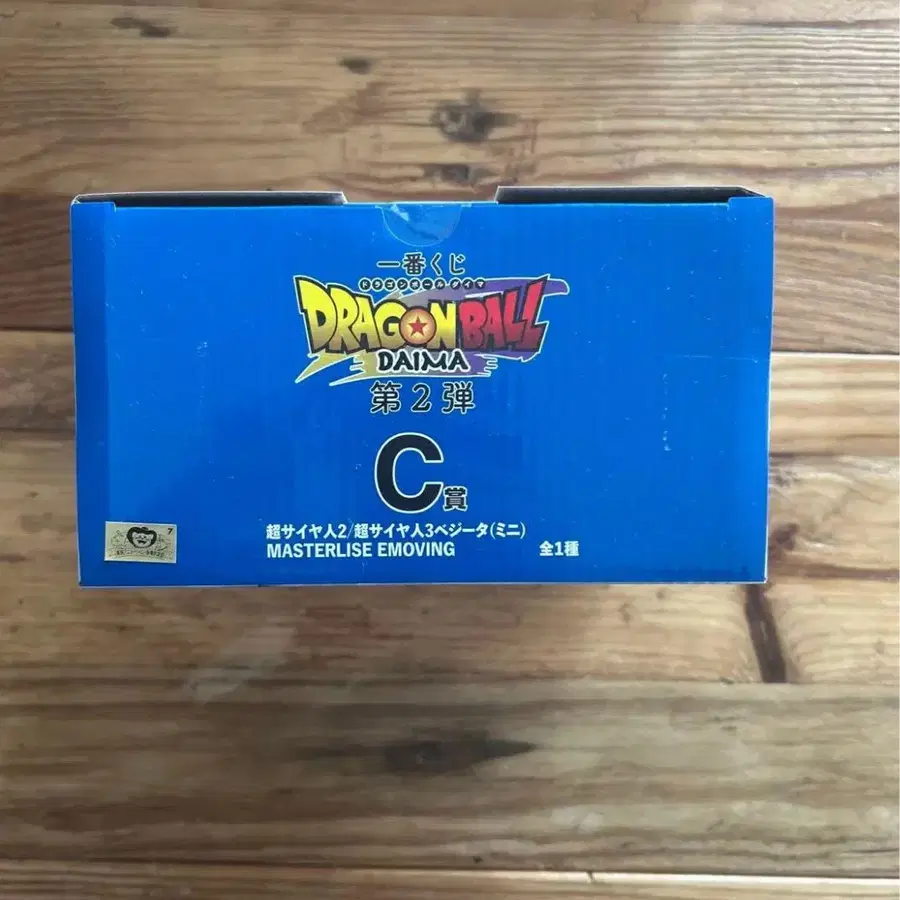 一番くじ
ドラゴンボールダイマ
DRAGON BALL
DAIMA
第2弾
C賞
超サイヤ人2/超サイヤ人3ベジータ(ミニ)
MASTERLISE EMOVING 全1種
7